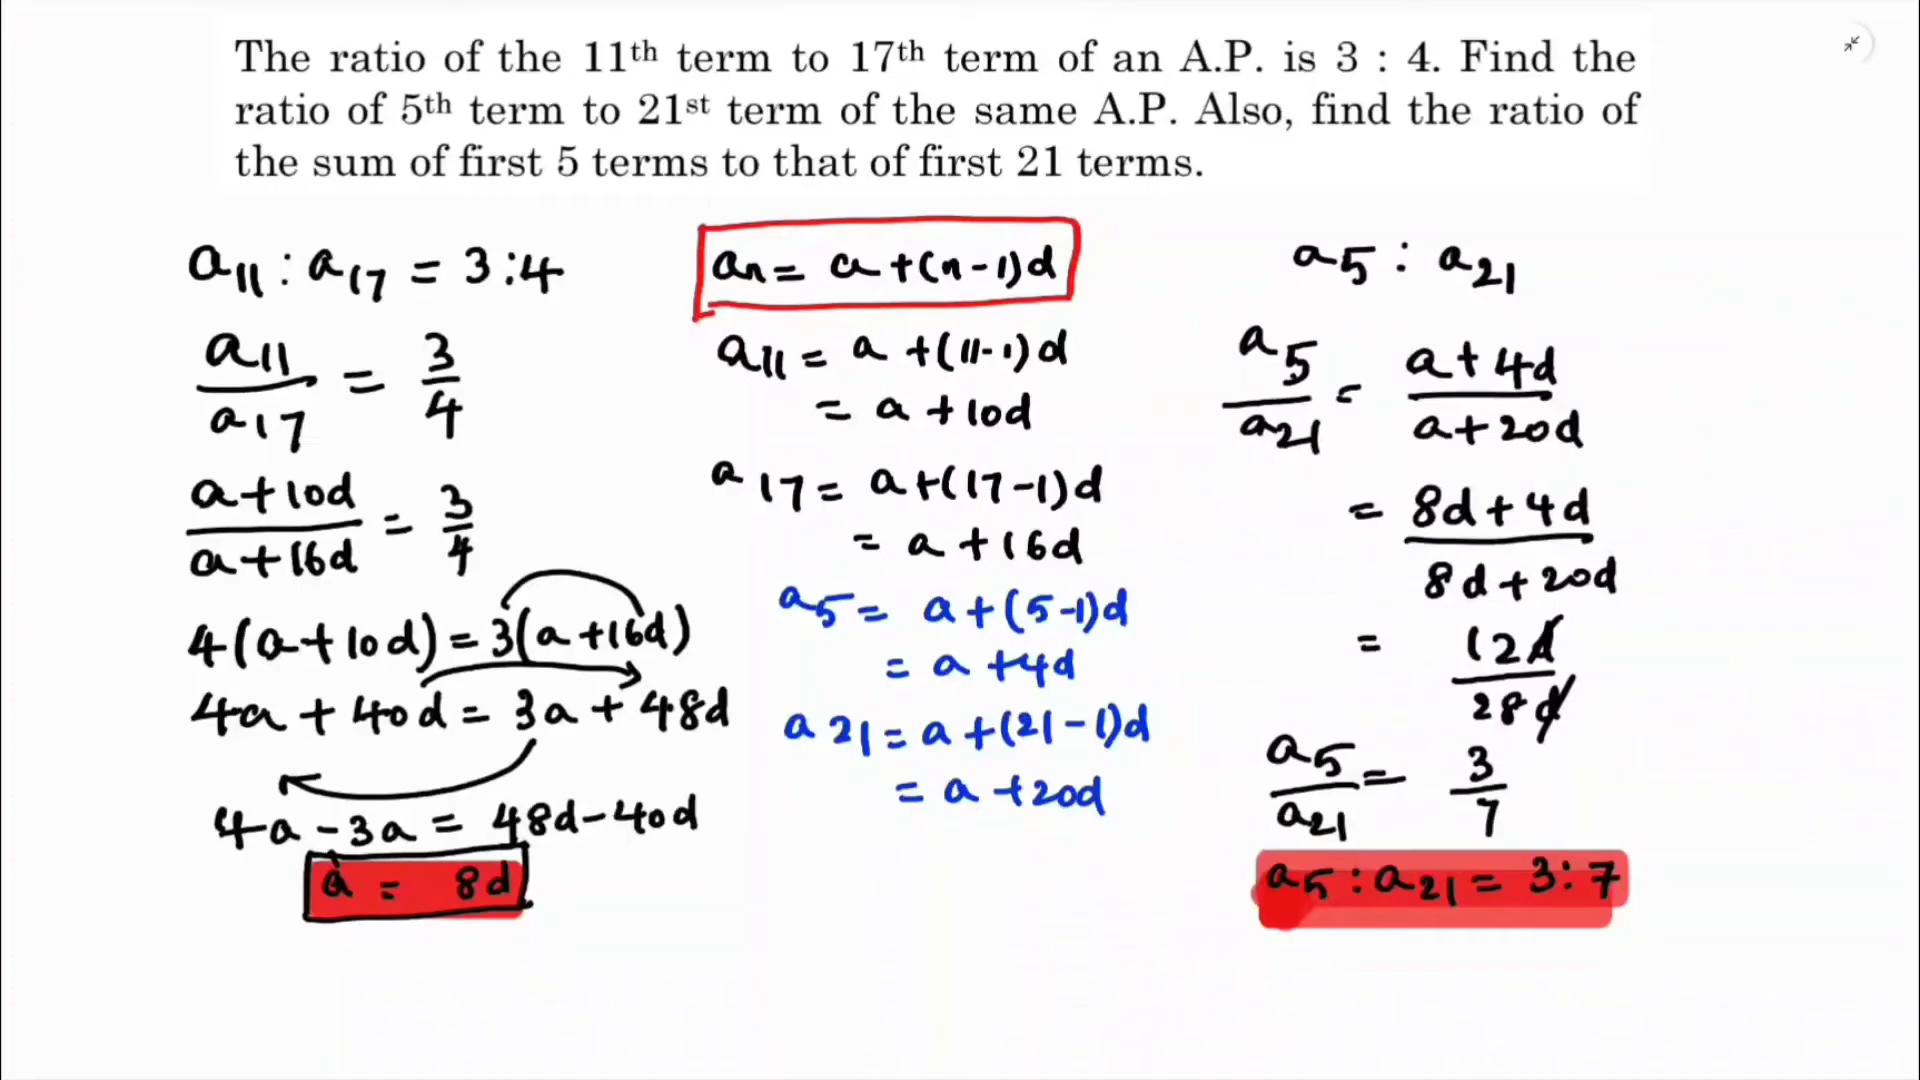 The ratio of the 11th term to 17th term of an A.P. is 3 : 4. Find the
ratio of 5th term to 21st term of the same A.P. Also, find the ratio of
the sum of first 5 terms to that of first 21 terms.
a11 : a17 = 3:4
a11/a17 = 3/4
a+10d/a+16d = 3/4
4(a+10d) = 3(a+16d)
4a + 40d = 3a + 48d
4a - 3a = 48d - 40d
a = 8d
an = a + (n-1)d
a11 = a + (11-1)d
= a + 10d
a17 = a+(17-1)d
= a + 16d
a5 = a + (5-1)d
= a + 4d
a21 = a + (21-1)d
= a + 20d
a5 : a21
a5/a21 = a+4d/a+20d
= 8d+4d/8d+20d
= 12d/28d
a5/a21 = 3/7
a5 : a21 = 3:7